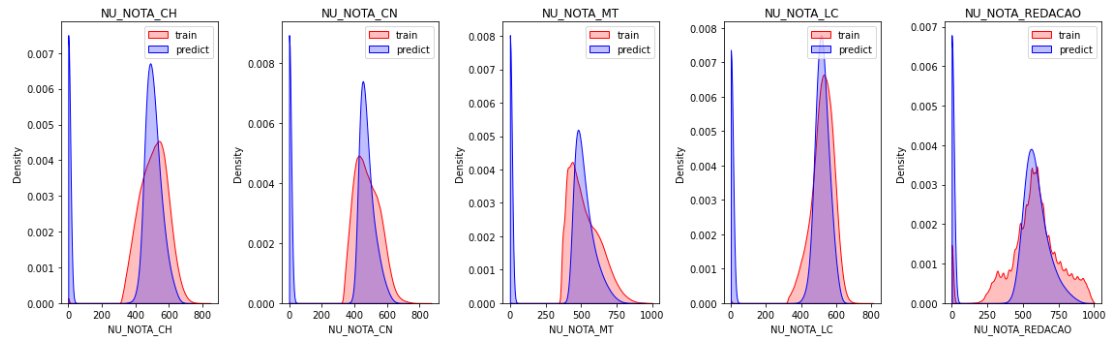 NU_NOTA_CH
train
predict
Density
0.007
0.006
0.005
0.004
0.003
0.002
0.001
0.000
0 200 400 600 800
NU_NOTA_CH
NU_NOTA_CN
train
predict
Density
0.008
0.006
0.004
0.002
0.000
0 200 400 600 800
NU_NOTA_CN
NU_NOTA_MT
train
predict
Density
0.008
0.007
0.006
0.005
0.004
0.003
0.002
0.001
0.000
0 250 500 750 1000
NU_NOTA_MT
NU_NOTA_LC
train
predict
Density
0.008
0.007
0.006
0.005
0.004
0.003
0.002
0.001
0.000
0 200 400 600 800
NU_NOTA_LC
NU_NOTA_REDACAO
train
predict
Density
0.007
0.006
0.005
0.004
0.003
0.002
0.001
0.000
0 250 500 750 1000
NU_NOTA_REDACAO